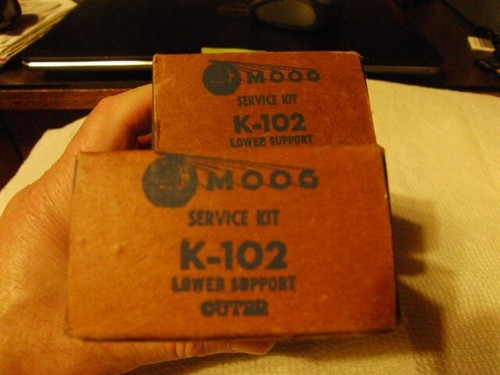 MOOG
SERVICE KIT
K-102
LOWER SUPPORT
MOOG
SERVICE KIT
K-102
LOWER SUPPORT
OUTER